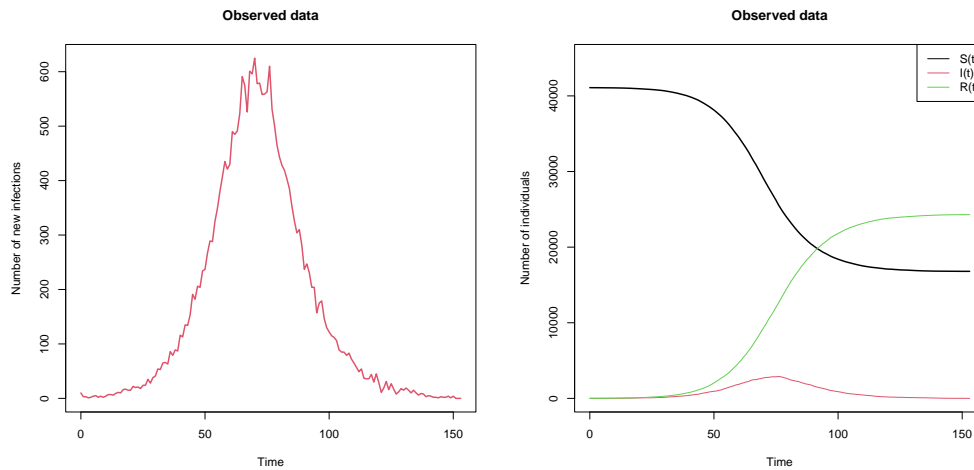 Observed data
Number of new infections
600
500
400
300
200
100
0
0 50 100 150
Time
Observed data
S(t
I(t)
R(t
Number of individuals
40000
30000
20000
10000
0
0 50 100 150
Time